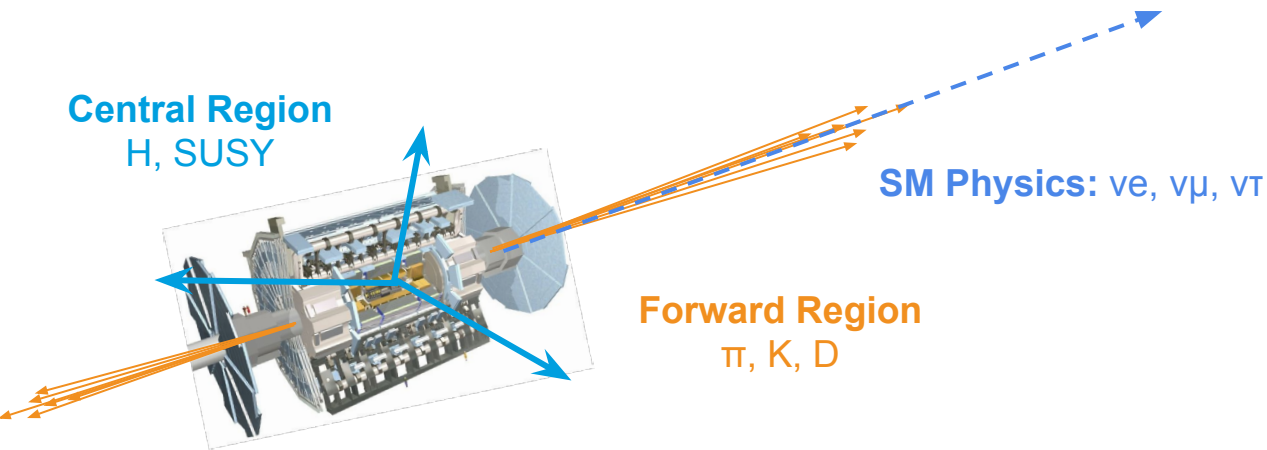 Central Region
H, SUSY
SM Physics: νe, νμ, ντ
Forward Region
π, K, D